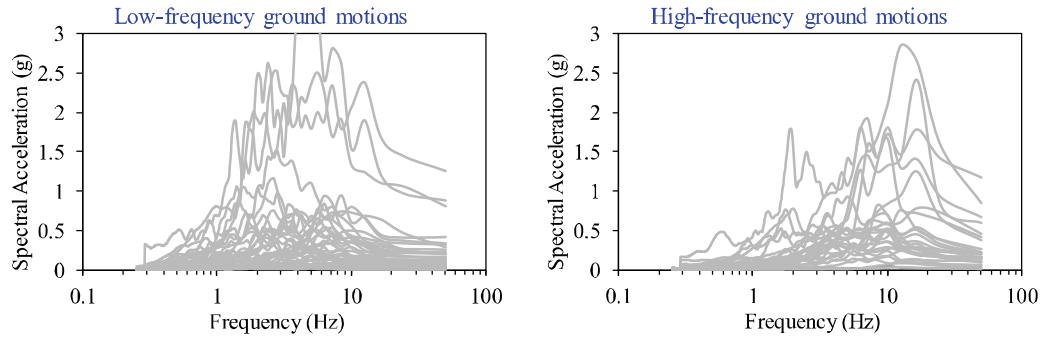 Low-frequency ground motions
Spectral Acceleration (g)
3
2.5
2
1.5
1
0.5
0
0.1 1 10 100
Frequency (Hz)
High-frequency ground motions
Spectral Acceleration (g)
3
2.5
2
1.5
1
0.5
0
0.1 1 10 100
Frequency (Hz)